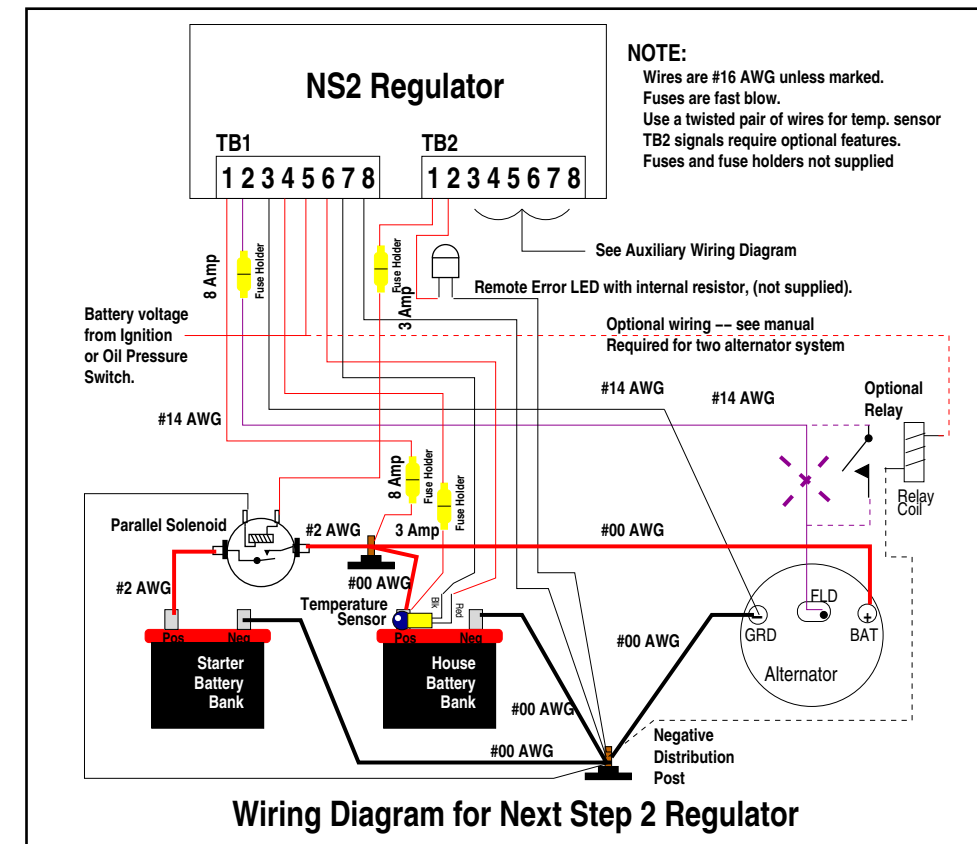 NS2 Regulator
NOTE:
Wires are #16 AWG unless marked.
Fuses are fast blow.
Use a twisted pair of wires for temp. sensor
TB2 signals require optional features.
Fuses and fuse holders not supplied
TB1
TB2
1 2 3 4 5 6 7 8
1 2 3 4 5 6 7 8
8 Amp
Fuse Holder
Fuse Holder
3 Amp
See Auxiliary Wiring Diagram
Remote Error LED with internal resistor, (not supplied).
Battery voltage
from Ignition
or Oil Pressure
Switch.
Optional wiring -- see manual
Required for two alternator system
#14 AWG
#14 AWG
#14 AWG
Optional
Relay
Relay
Coil
8 Amp
Fuse Holder
Fuse Holder
Parallel Solenoid
#2 AWG
3 Amp
#00 AWG
#2 AWG
#00 AWG
Temperature
Sensor
Blk
Red
Pos
Neg
Pos
Neg
Starter
Battery
Bank
House
Battery
Bank
#00 AWG
GRD
FLD
BAT
+
Alternator
#00 AWG
#00 AWG
Negative
Distribution
Post
Wiring Diagram for Next Step 2 Regulator